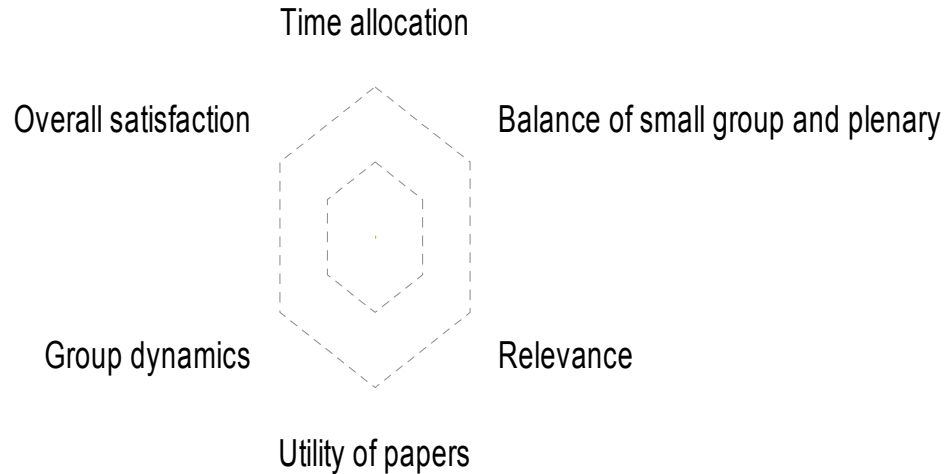 Time allocation
Overall satisfaction
Balance of small group and plenary
Group dynamics
Relevance
Utility of papers